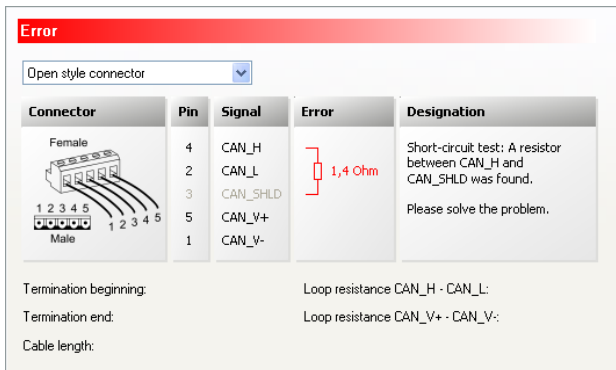 Error
Open style connector
Connector Pin Signal Error Designation
Female
1 2 3 4 5
Male
1 2 3 4 5
4 CAN_H
2 CAN_L
3 CAN_SHLD
5 CAN_V+
1 CAN_V-
1,4 Ohm
Short-circuit test: A resistor
between CAN_H and
CAN_SHLD was found.
Please solve the problem.
Termination beginning: Loop resistance CAN_H - CAN_L:
Termination end: Loop resistance CAN_V+ - CAN_V-:
Cable length: